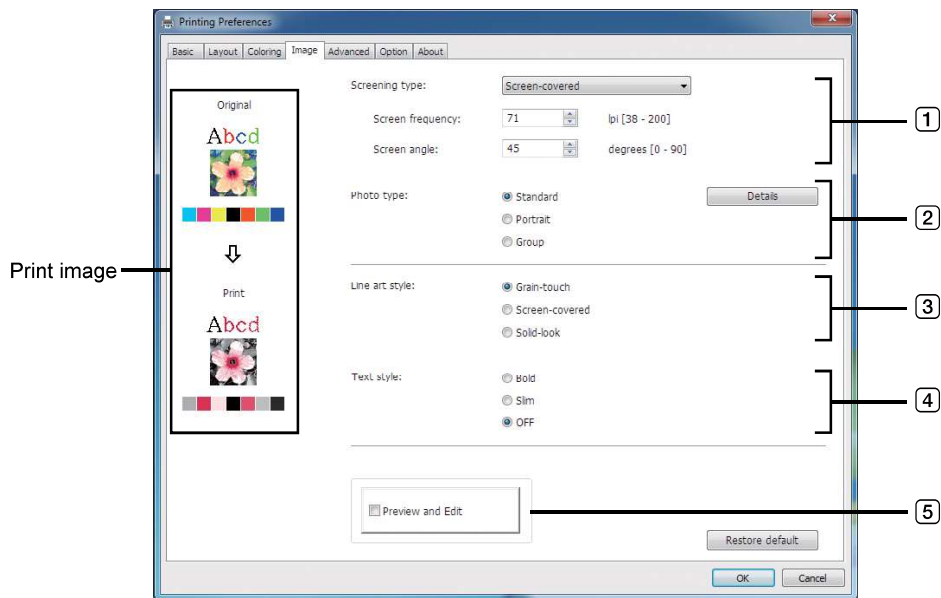 Printing Preferences
Basic Layout Coloring Image Advanced Option About
Original
Abcd
Print
Abcd
Print image
Screening type: Screen-covered
Screen frequency: 71 lpi [38 - 200]
Screen angle: 45 degrees [0 - 90]
1
Photo type: Standard Details
Portrait
Group
2
Line art style: Grain-touch
Screen-covered
Solid-look
3
Text style: Bold
Slim
OFF
4
Preview and Edit
5
Restore default
OK Cancel